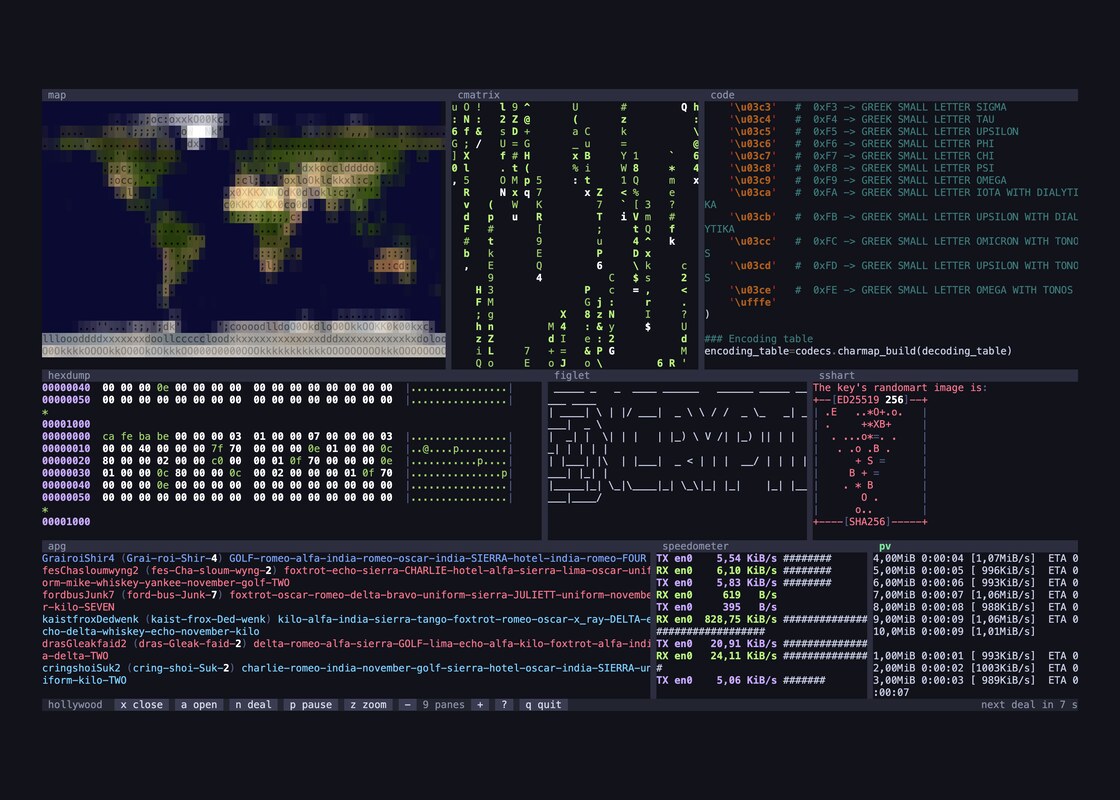 map
cmatrix
code
'\u03c3'   #  0xF3 -> GREEK SMALL LETTER SIGMA
'\u03c4'   #  0xF4 -> GREEK SMALL LETTER TAU
'\u03c5'   #  0xF5 -> GREEK SMALL LETTER UPSILON
'\u03c6'   #  0xF6 -> GREEK SMALL LETTER PHI
'\u03c7'   #  0xF7 -> GREEK SMALL LETTER CHI
'\u03c8'   #  0xF8 -> GREEK SMALL LETTER PSI
'\u03c9'   #  0xF9 -> GREEK SMALL LETTER OMEGA
'\u03ca'   #  0xFA -> GREEK SMALL LETTER IOTA WITH DIALYTI
KA
'\u03cb'   #  0xFB -> GREEK SMALL LETTER UPSILON WITH DIAL
YTIKA
'\u03cc'   #  0xFC -> GREEK SMALL LETTER OMICRON WITH TONO
S
'\u03cd'   #  0xFD -> GREEK SMALL LETTER UPSILON WITH TONO
S
'\u03ce'   #  0xFE -> GREEK SMALL LETTER OMEGA WITH TONOS
'\ufffe'
)
### Encoding table
encoding_table=codecs.charmap_build(decoding_table)
hexdump
00000040  00 00 00 0e 00 00 00 00  00 00 00 00 00 00 00 00  |................|
00000050  00 00 00 00 00 00 00 00  00 00 00 00 00 00 00 00  |................|
*
00001000
00000000  ca fe ba be 00 00 00 03  01 00 00 07 00 00 00 03  |................|
00000010  00 40 00 00 00 00 7f 70  00 00 00 0e 01 00 00 0c  |..@....p........|
00000020  80 00 00 02 00 00 c0 00  00 01 0f 70 00 00 00 0e  |...........p....|
00000030  01 00 00 0c 80 00 00 0c  00 02 00 00 00 01 0f 70  |...............p|
00000040  00 00 00 0e 00 00 00 00  00 00 00 00 00 00 00 00  |................|
00000050  00 00 00 00 00 00 00 00  00 00 00 00 00 00 00 00  |................|
*
00001000
figlet
sshart
The key's randomart image is:
+--[ED25519 256]--+
| .E   ..*O+.o.   |
| .     +*XB+     |
|  . ...o*=. .    |
|   . .o .B .     |
|      + S =      |
|     B + =       |
|    . * B        |
|       O .       |
|      o..        |
+----[SHA256]-----+
apg
GrairoiShir4 (Grai-roi-Shir-4) GOLF-romeo-alfa-india-romeo-oscar-india-SIERRA-hotel-india-romeo-FOUR
fesChasloumwyng2 (fes-Cha-sloum-wyng-2) foxtrot-echo-sierra-CHARLIE-hotel-alfa-sierra-lima-oscar-unif
orm-mike-whiskey-yankee-november-golf-TWO
fordbusJunk7 (ford-bus-Junk-7) foxtrot-oscar-romeo-delta-bravo-uniform-sierra-JULIETT-uniform-novembe
r-kilo-SEVEN
kaistfroxDedwenk (kaist-frox-Ded-wenk) kilo-alfa-india-sierra-tango-foxtrot-romeo-oscar-x_ray-DELTA-e
cho-delta-whiskey-echo-november-kilo
drasGleakfaid2 (dras-Gleak-faid-2) delta-romeo-alfa-sierra-GOLF-lima-echo-alfa-kilo-foxtrot-alfa-indi
a-delta-TWO
cringshoiSuk2 (cring-shoi-Suk-2) charlie-romeo-india-november-golf-sierra-hotel-oscar-india-SIERRA-un
iform-kilo-TWO
speedometer
TX en0    5,54 KiB/s ########
RX en0    6,10 KiB/s ########
TX en0    5,83 KiB/s ########
RX en0    619   B/s
TX en0    395   B/s
RX en0  828,75 KiB/s ##############
##################
TX en0   20,91 KiB/s ##############
RX en0   24,11 KiB/s ##############
#
TX en0    5,06 KiB/s #######
pv
4,00MiB 0:00:04 [1,07MiB/s]  ETA 0
5,00MiB 0:00:05 [ 996KiB/s]  ETA 0
6,00MiB 0:00:06 [ 993KiB/s]  ETA 0
7,00MiB 0:00:07 [1,06MiB/s]  ETA 0
8,00MiB 0:00:08 [ 988KiB/s]  ETA 0
9,00MiB 0:00:09 [1,06MiB/s]  ETA 0
10,0MiB 0:00:09 [1,01MiB/s]
1,00MiB 0:00:01 [ 993KiB/s]  ETA 0
2,00MiB 0:00:02 [1003KiB/s]  ETA 0
3,00MiB 0:00:03 [ 989KiB/s]  ETA 0
:00:07
hollywood  x close  a open  n deal  p pause  z zoom  −  9 panes  +  ?  q quit  next deal in 7 s